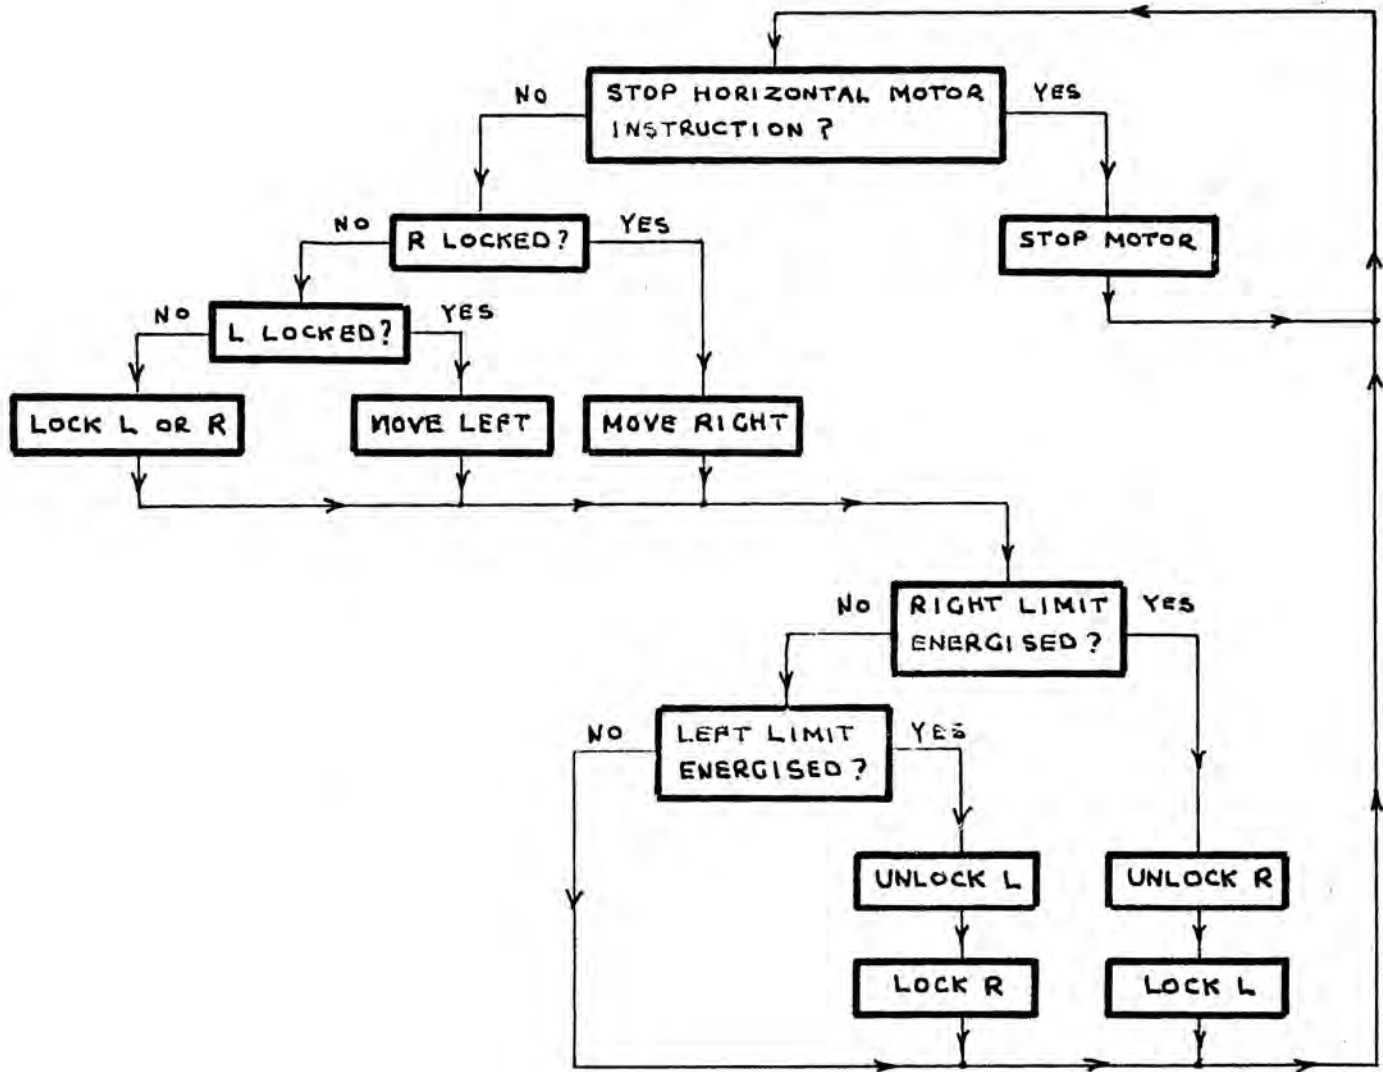 NO
STOP HORIZONTAL MOTOR
INSTRUCTION?
YES
NO
R LOCKED?
YES
STOP MOTOR
NO
L LOCKED?
YES
LOCK L OR R
MOVE LEFT
MOVE RIGHT
NO
RIGHT LIMIT
ENERGISED?
YES
NO
LEFT LIMIT
ENERGISED?
YES
UNLOCK L
UNLOCK R
LOCK R
LOCK L